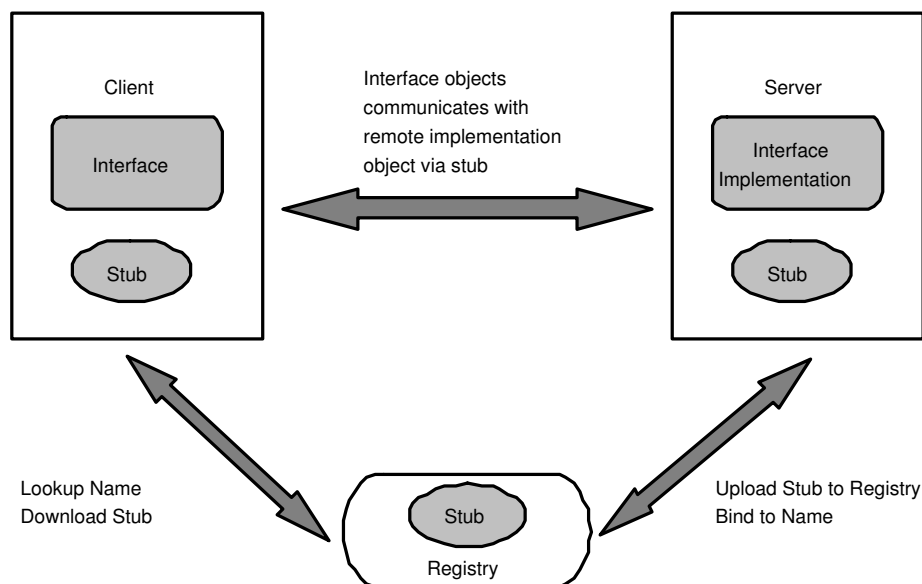 Client
Interface
Stub
Interface objects
communicates with
remote implementation
object via stub
Server
Interface
Implementation
Stub
Lookup Name
Download Stub
Stub
Registry
Upload Stub to Registry
Bind to Name